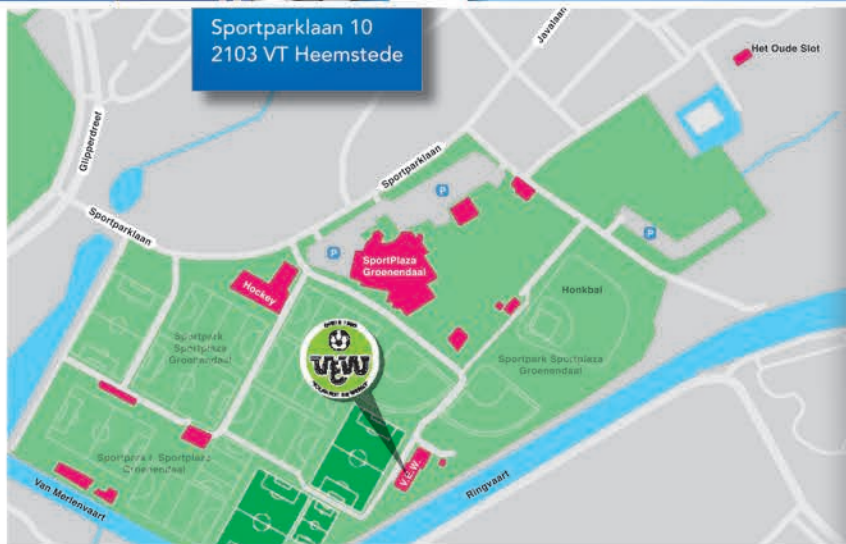 Sportparklaan 10
2103 VT Heemstede
Javalaan
Het Oude Slot
Glipperdreef
Sportparklaan
P
Sportparklaan
P
P
SportPlaza
Groenendaal
Hockey
Honkbal
Sportpark
Sportplaza
Groenendaal
VEW
Sportpark Sportplaza
Groenendaal
Sportpark Sportplaza
Groenendaal
V.E.W.
Ringvaart
Van Merlenvaart